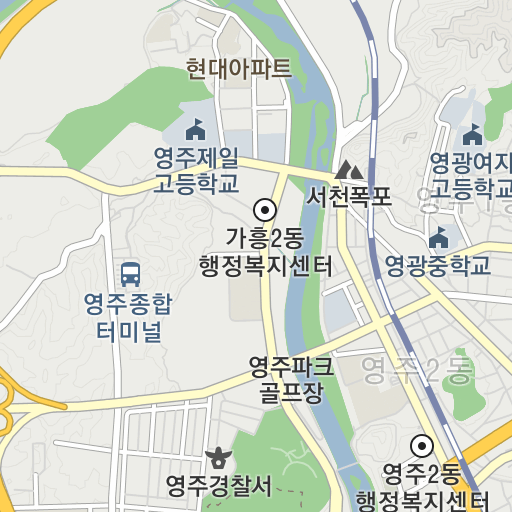 현대아파트
영주제일
고등학교
영광여자
고등학교
서천폭포
가흥2동
행정복지센터
영광중학교
영주종합
터미널
영주파크
골프장
영주2동
영주경찰서
영주2동
행정복지센터